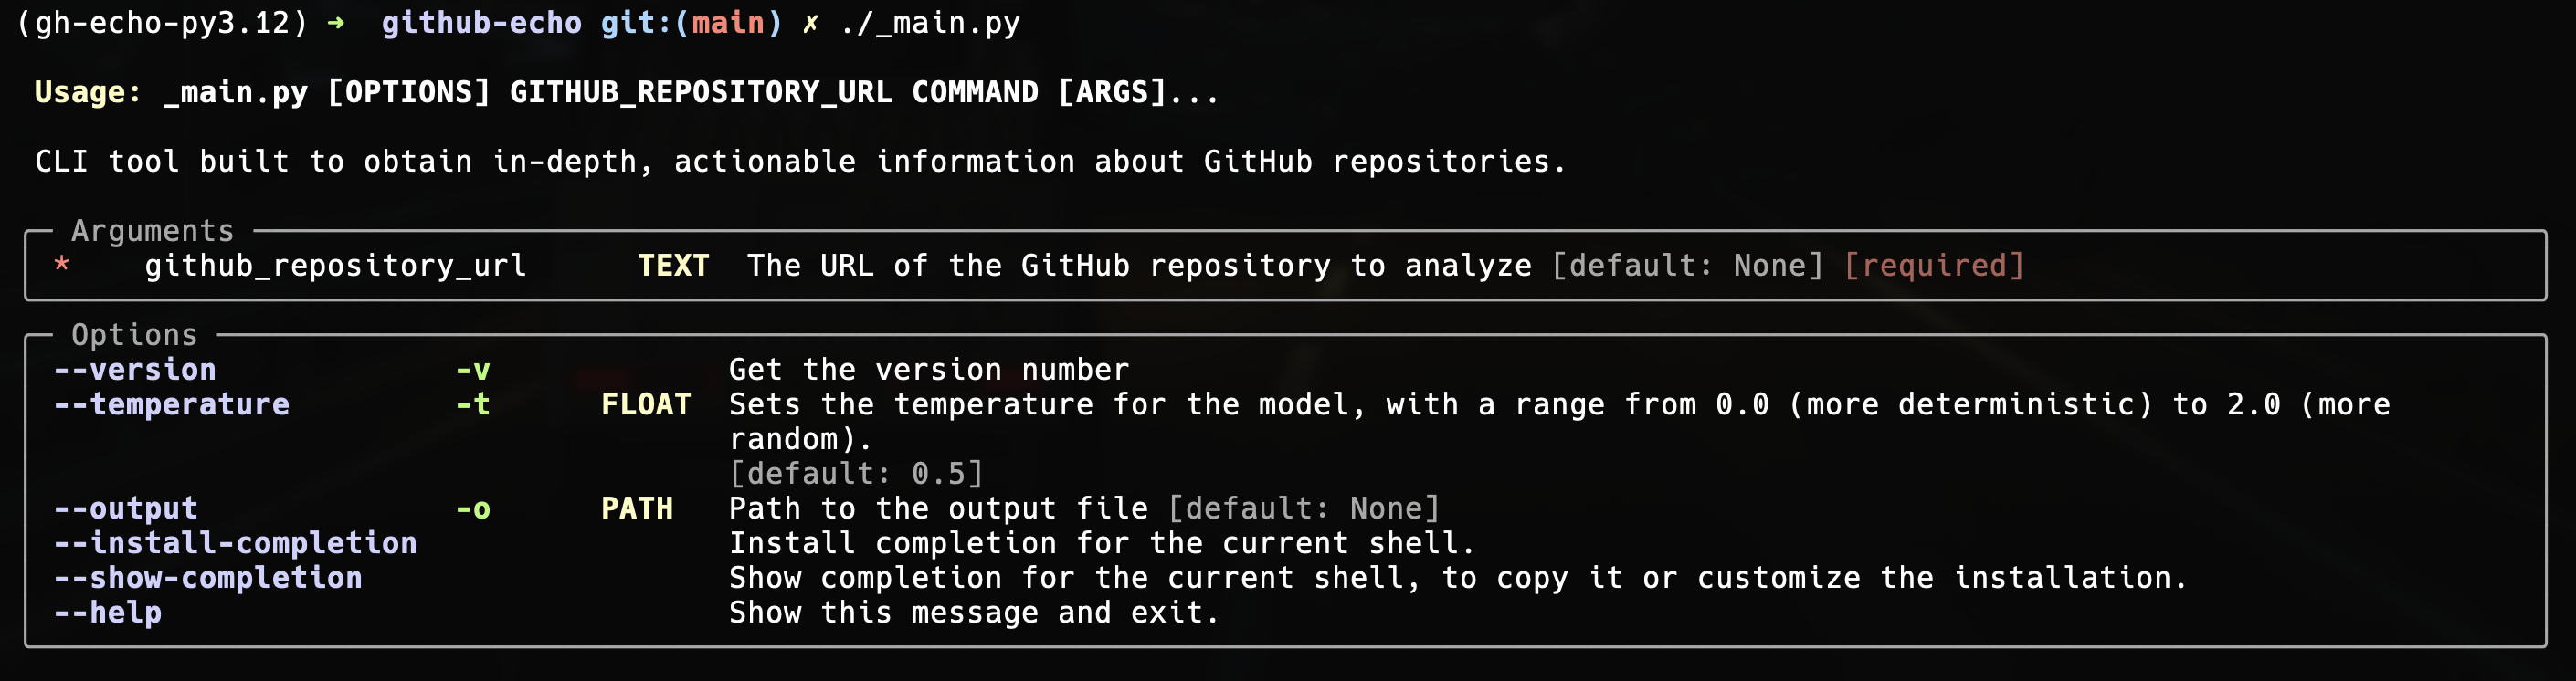 (gh-echo-py3.12) ➜  github-echo git:(main) ✗ ./_main.py
Usage: _main.py [OPTIONS] GITHUB_REPOSITORY_URL COMMAND [ARGS]...
CLI tool built to obtain in-depth, actionable information about GitHub repositories.
Arguments
* github_repository_url TEXT The URL of the GitHub repository to analyze [default: None] [required]
Options
--version -v Get the version number
--temperature -t FLOAT Sets the temperature for the model, with a range from 0.0 (more deterministic) to 2.0 (more
random).
[default: 0.5]
--output -o PATH Path to the output file [default: None]
--install-completion Install completion for the current shell.
--show-completion Show completion for the current shell, to copy it or customize the installation.
--help Show this message and exit.